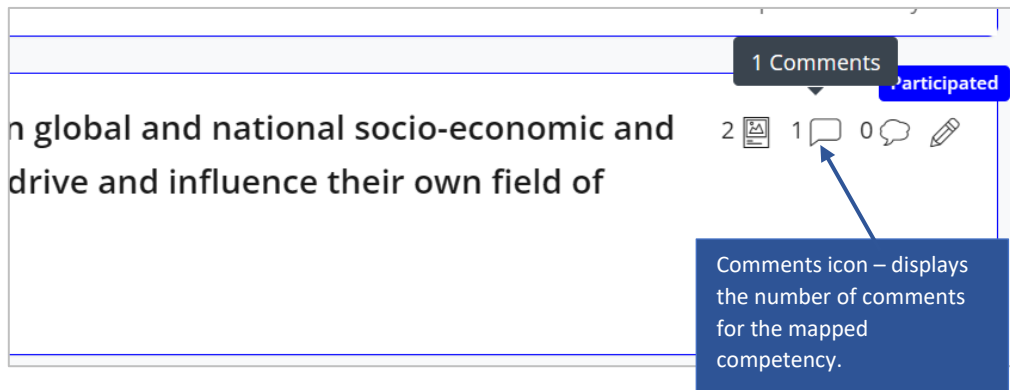 1 Comments
Participated
n global and national socio-economic and
2 1 0
drive and influence their own field of
Comments icon – displays
the number of comments
for the mapped
competency.